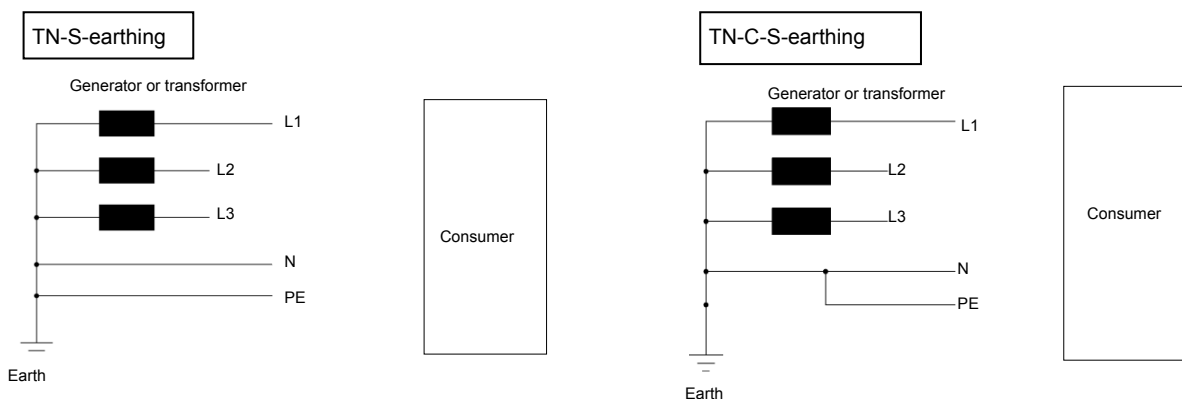 TN-S-earthing
Generator or transformer
L1
L2
L3
N
PE
Earth
Consumer
TN-C-S-earthing
Generator or transformer
L1
L2
L3
N
PE
Earth
Consumer